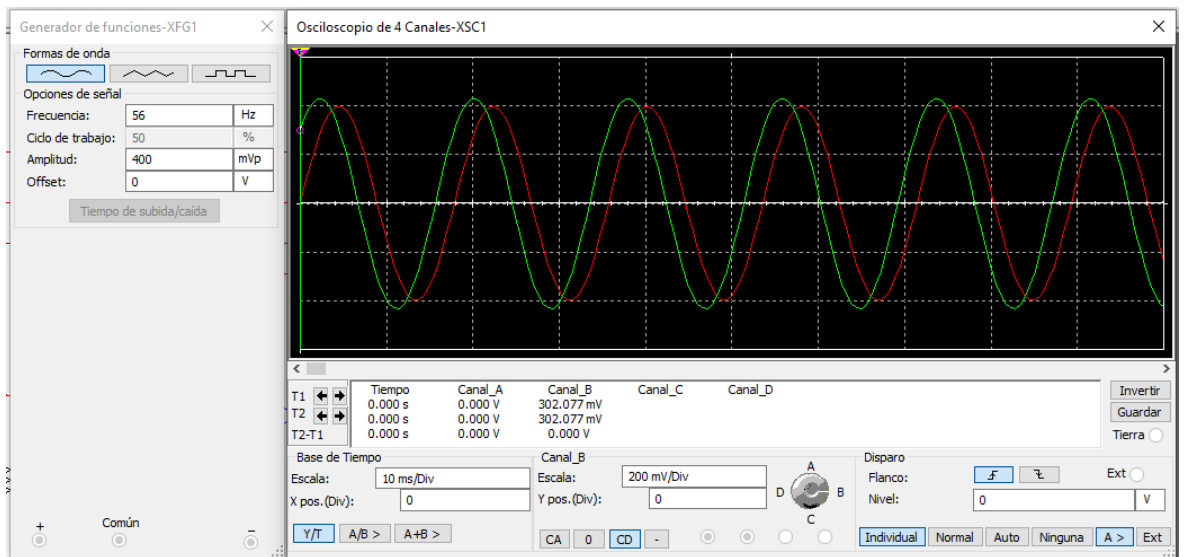 Generador de funciones-XFG1
Formas de onda
Opciones de señal
Frecuencia: 56 Hz
Ciclo de trabajo: 50 %
Amplitud: 400 mVp
Offset: 0 V
Tiempo de subida/caída
+ Común -
Osciloscopio de 4 Canales-XSC1
Tiempo Canal_A Canal_B Canal_C Canal_D
T1 0.000 s 0.000 V 302.077 mV
T2 0.000 s 0.000 V 302.077 mV
T2-T1 0.000 s 0.000 V 0.000 V
Invertir
Guardar
Tierra
Base de Tiempo
Escala: 10 ms/Div
X pos.(Div): 0
Y/T A/B > A+B >
Canal_B
Escala: 200 mV/Div
Y pos.(Div): 0
CA 0 CD -
A
D B
C
Disparo
Flanco: Ext
Nivel: 0 V
Individual Normal Auto Ninguna A > Ext